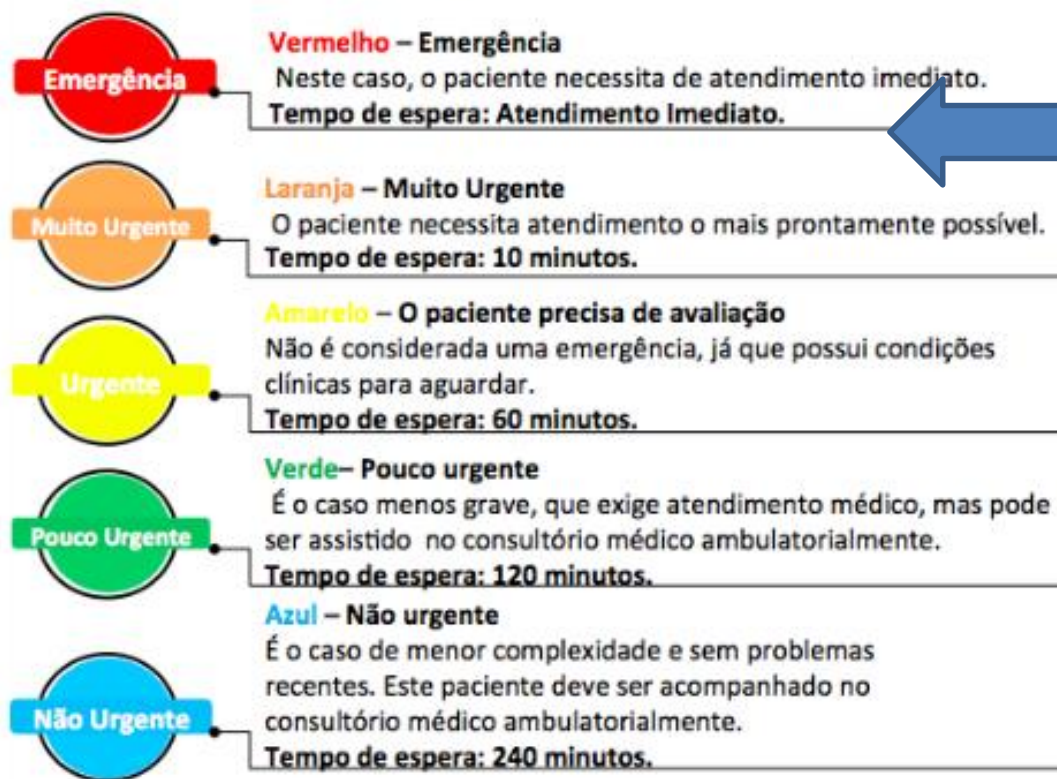 Emergência
Vermelho – Emergência
Neste caso, o paciente necessita de atendimento imediato.
Tempo de espera: Atendimento Imediato.
Muito Urgente
Laranja – Muito Urgente
O paciente necessita atendimento o mais prontamente possível.
Tempo de espera: 10 minutos.
Urgente
Amarelo – O paciente precisa de avaliação
Não é considerada uma emergência, já que possui condições
clínicas para aguardar.
Tempo de espera: 60 minutos.
Pouco Urgente
Verde– Pouco urgente
É o caso menos grave, que exige atendimento médico, mas pode
ser assistido no consultório médico ambulatorialmente.
Tempo de espera: 120 minutos.
Não Urgente
Azul – Não urgente
É o caso de menor complexidade e sem problemas
recentes. Este paciente deve ser acompanhado no
consultório médico ambulatorialmente.
Tempo de espera: 240 minutos.